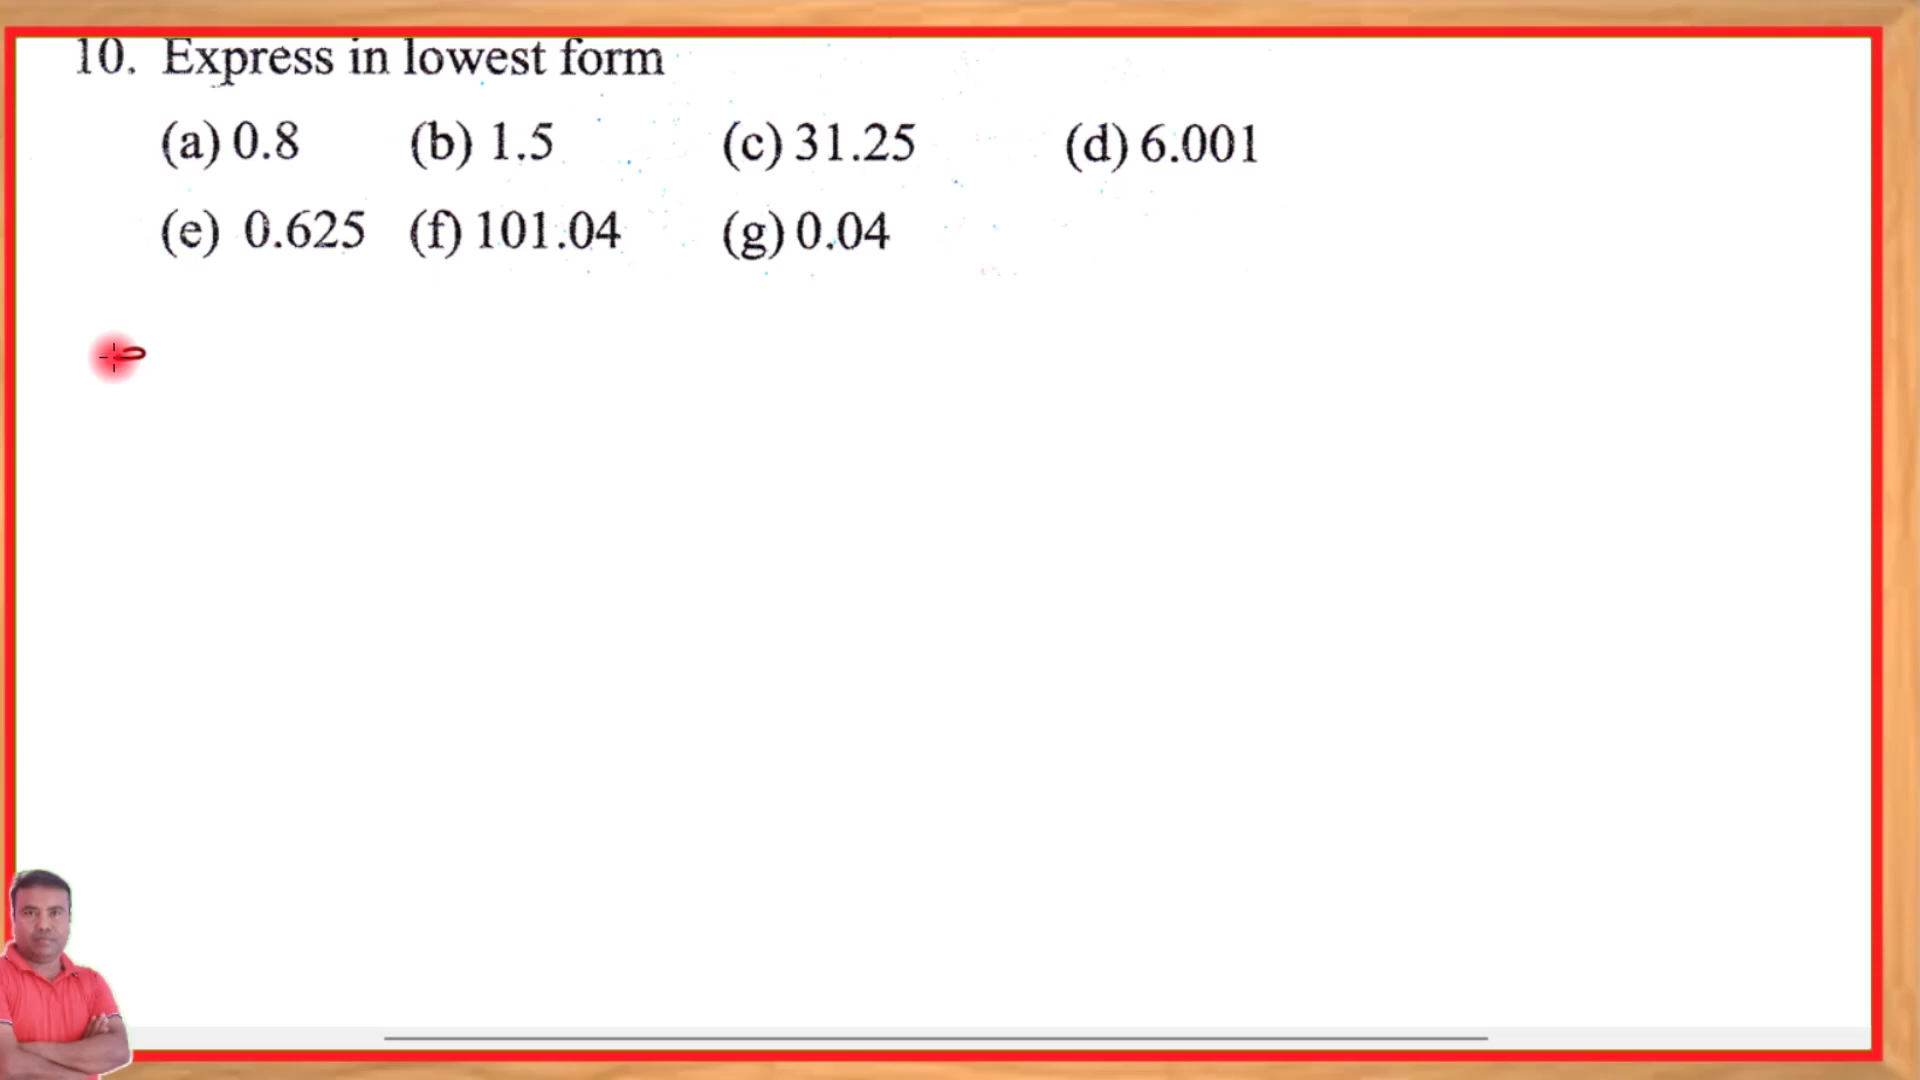 10. Express in lowest form
(a) 0.8 (b) 1.5 (c) 31.25 (d) 6.001
(e) 0.625 (f) 101.04 (g) 0.04